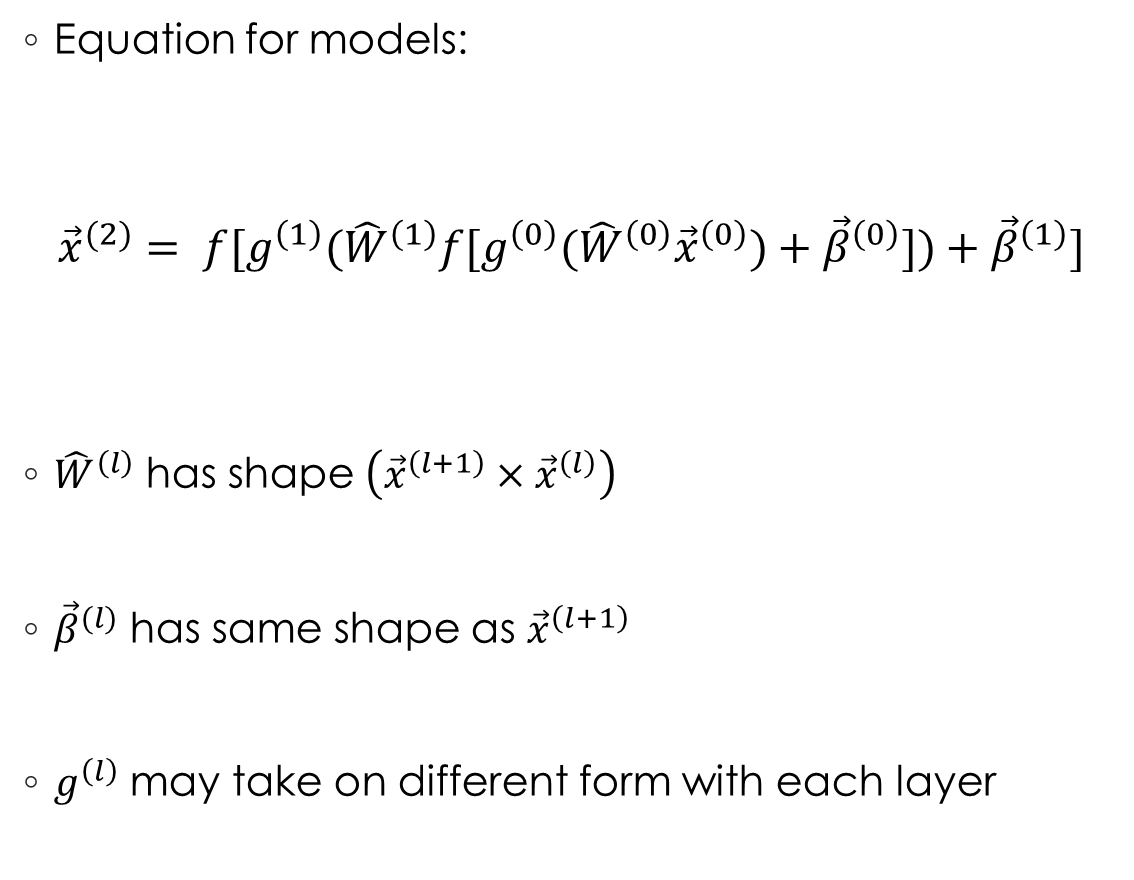 ◦ Equation for models:
x⃗⁽²⁾ = f[g⁽¹⁾(Ŵ⁽¹⁾f[g⁽⁰⁾(Ŵ⁽⁰⁾x⃗⁽⁰⁾) + β⃗⁽⁰⁾]) + β⃗⁽¹⁾]
◦ Ŵ⁽ˡ⁾ has shape (x⃗⁽ˡ⁺¹⁾ × x⃗⁽ˡ⁾)
◦ β⃗⁽ˡ⁾ has same shape as x⃗⁽ˡ⁺¹⁾
◦ g⁽ˡ⁾ may take on different form with each layer